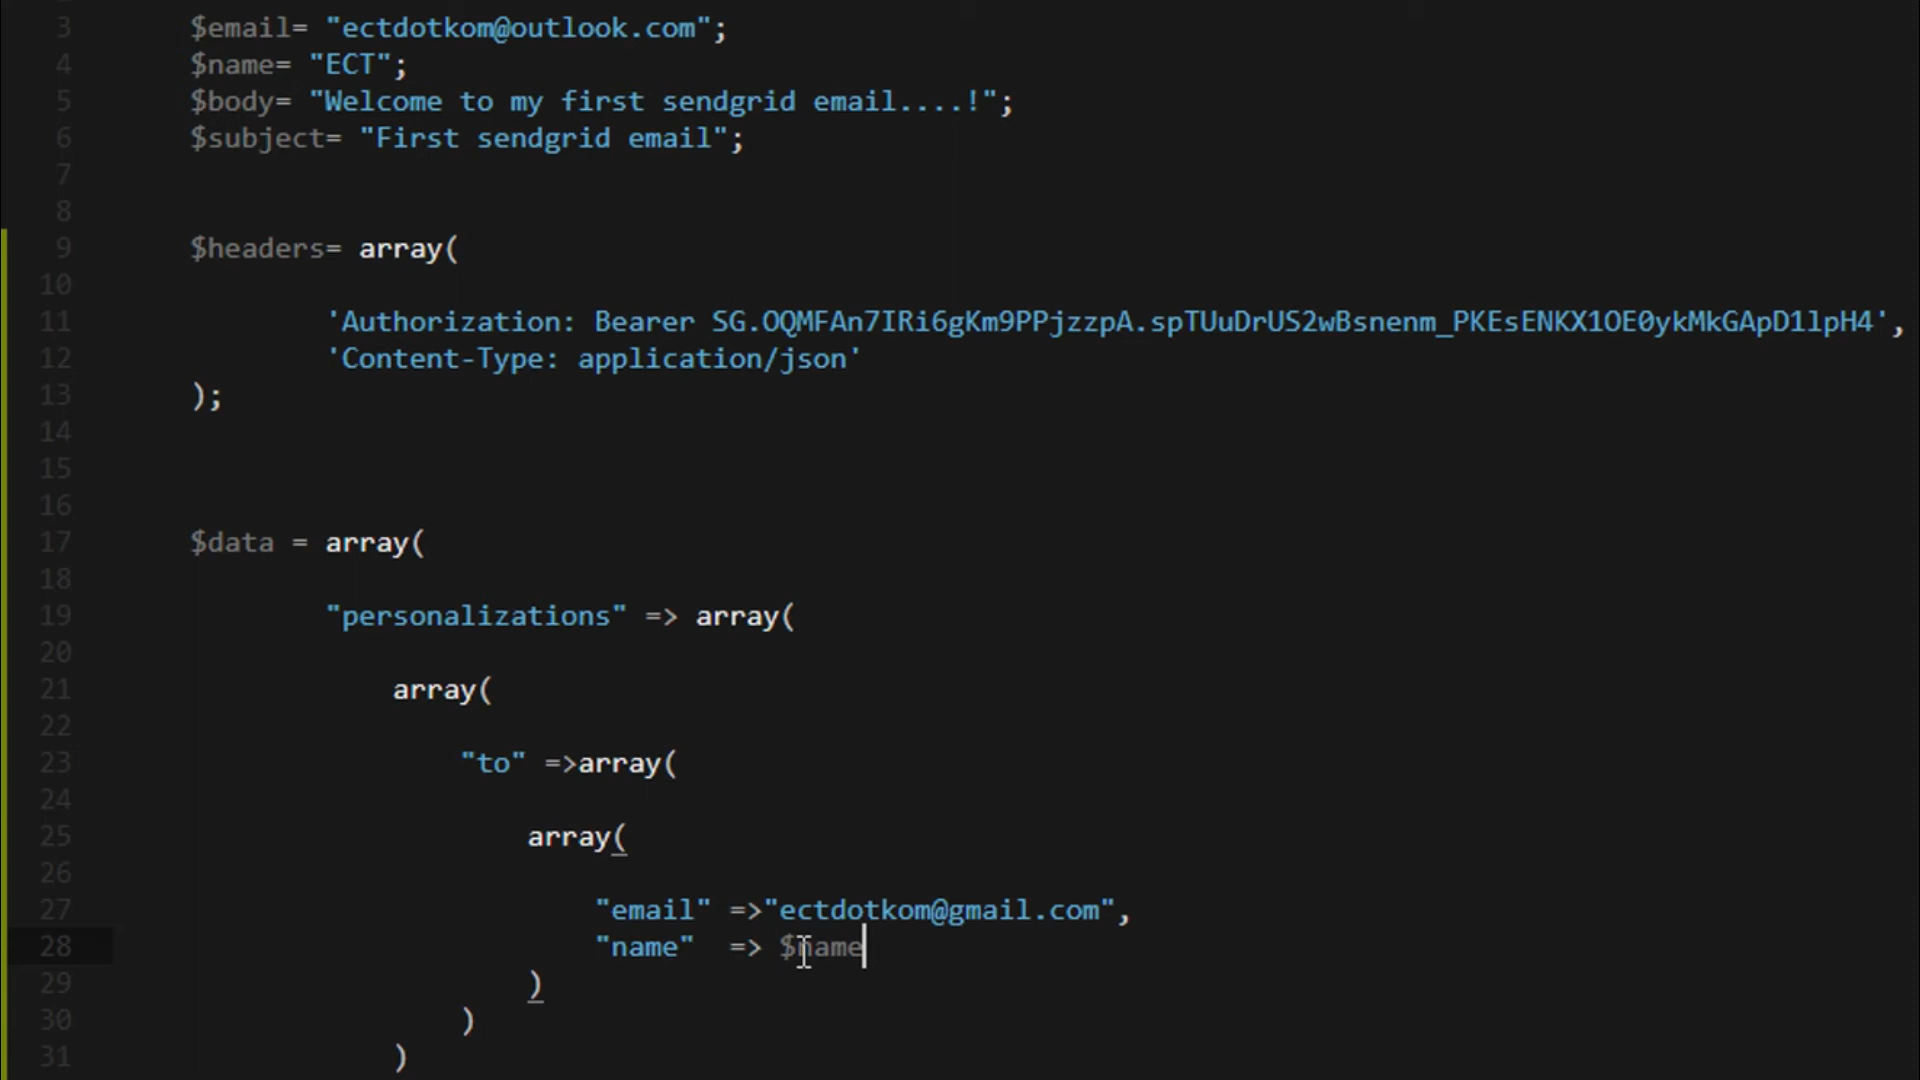 3 $email= "ectdotkom@outlook.com";
4 $name= "ECT";
5 $body= "Welcome to my first sendgrid email....!";
6 $subject= "First sendgrid email";
7
8
9 $headers= array(
10
11 'Authorization: Bearer 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',
12 'Content-Type: application/json'
13 );
14
15
16
17 $data = array(
18
19 "personalizations" => array(
20
21 array(
22
23 "to" =>array(
24
25 array(
26
27 "email" =>"ectdotkom@gmail.com",
28 "name" => $name
29 )
30 )
31 )